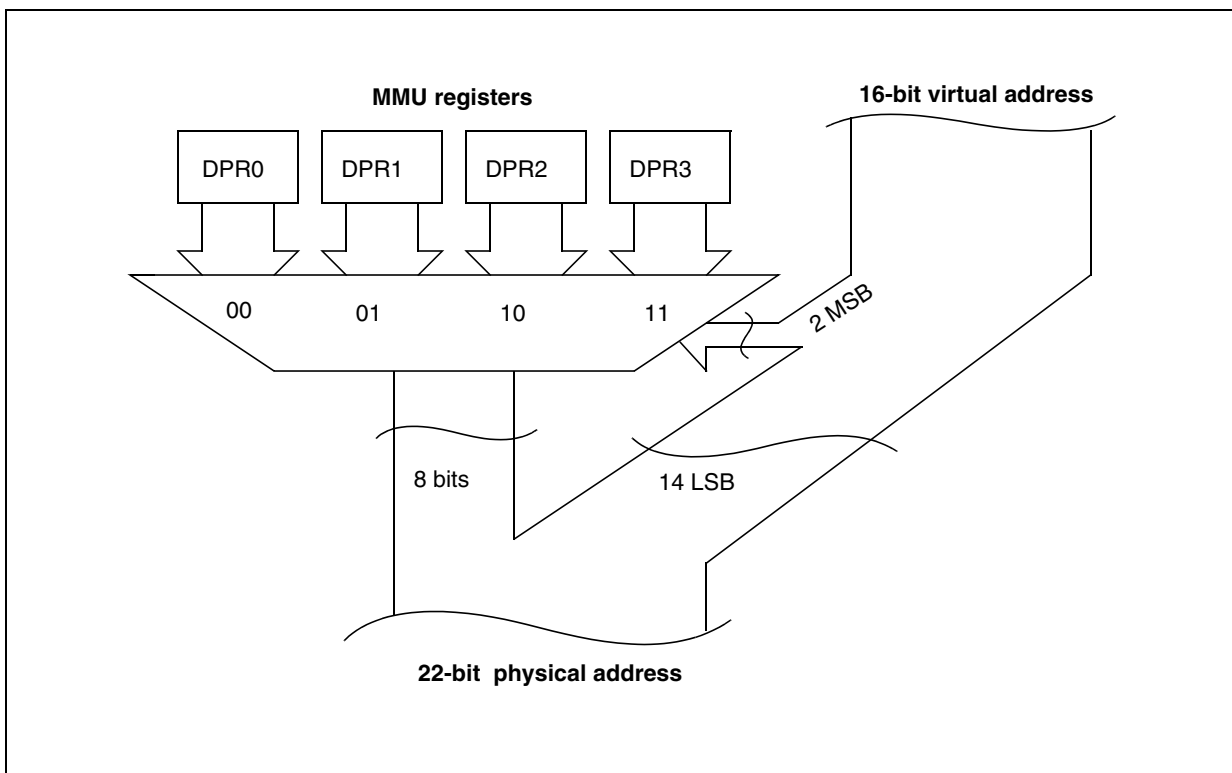 MMU registers
16-bit virtual address
DPR0 DPR1 DPR2 DPR3
00 01 10 11
2 MSB
8 bits
14 LSB
22-bit physical address